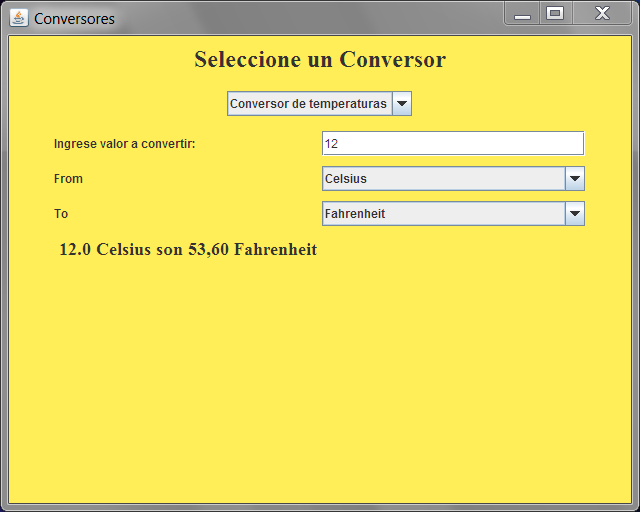 Conversores
Seleccione un Conversor
Conversor de temperaturas
Ingrese valor a convertir: 12
From Celsius
To Fahrenheit
12.0 Celsius son 53,60 Fahrenheit